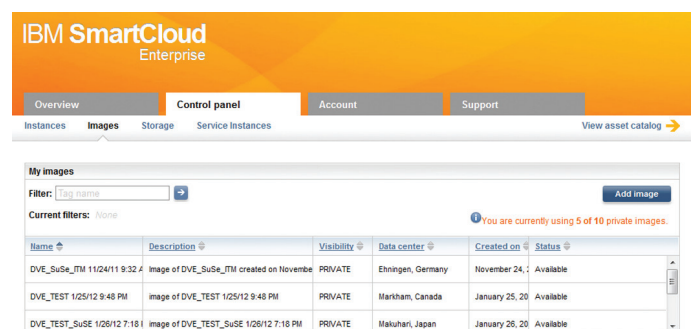 IBM SmartCloud
Enterprise
Overview Control panel Account Support
Instances Images Storage Service Instances View asset catalog
My images
Filter: Tag name Add image
Current filters: None You are currently using 5 of 10 private images.
Name Description Visibility Data center Created on Status
DVE_SuSe_ITM 11/24/11 9:32 A Image of DVE_SuSe_ITM created on Novembe PRIVATE Ehningen, Germany November 24, 2 Available
DVE_TEST 1/25/12 9:48 PM image of DVE_TEST 1/25/12 9:48 PM PRIVATE Markham, Canada January 25, 20 Available
DVE_TEST_SuSE 1/26/12 7:18 image of DVE_TEST_SuSE 1/26/12 7:18 PM PRIVATE Makuhari, Japan January 26, 20 Available